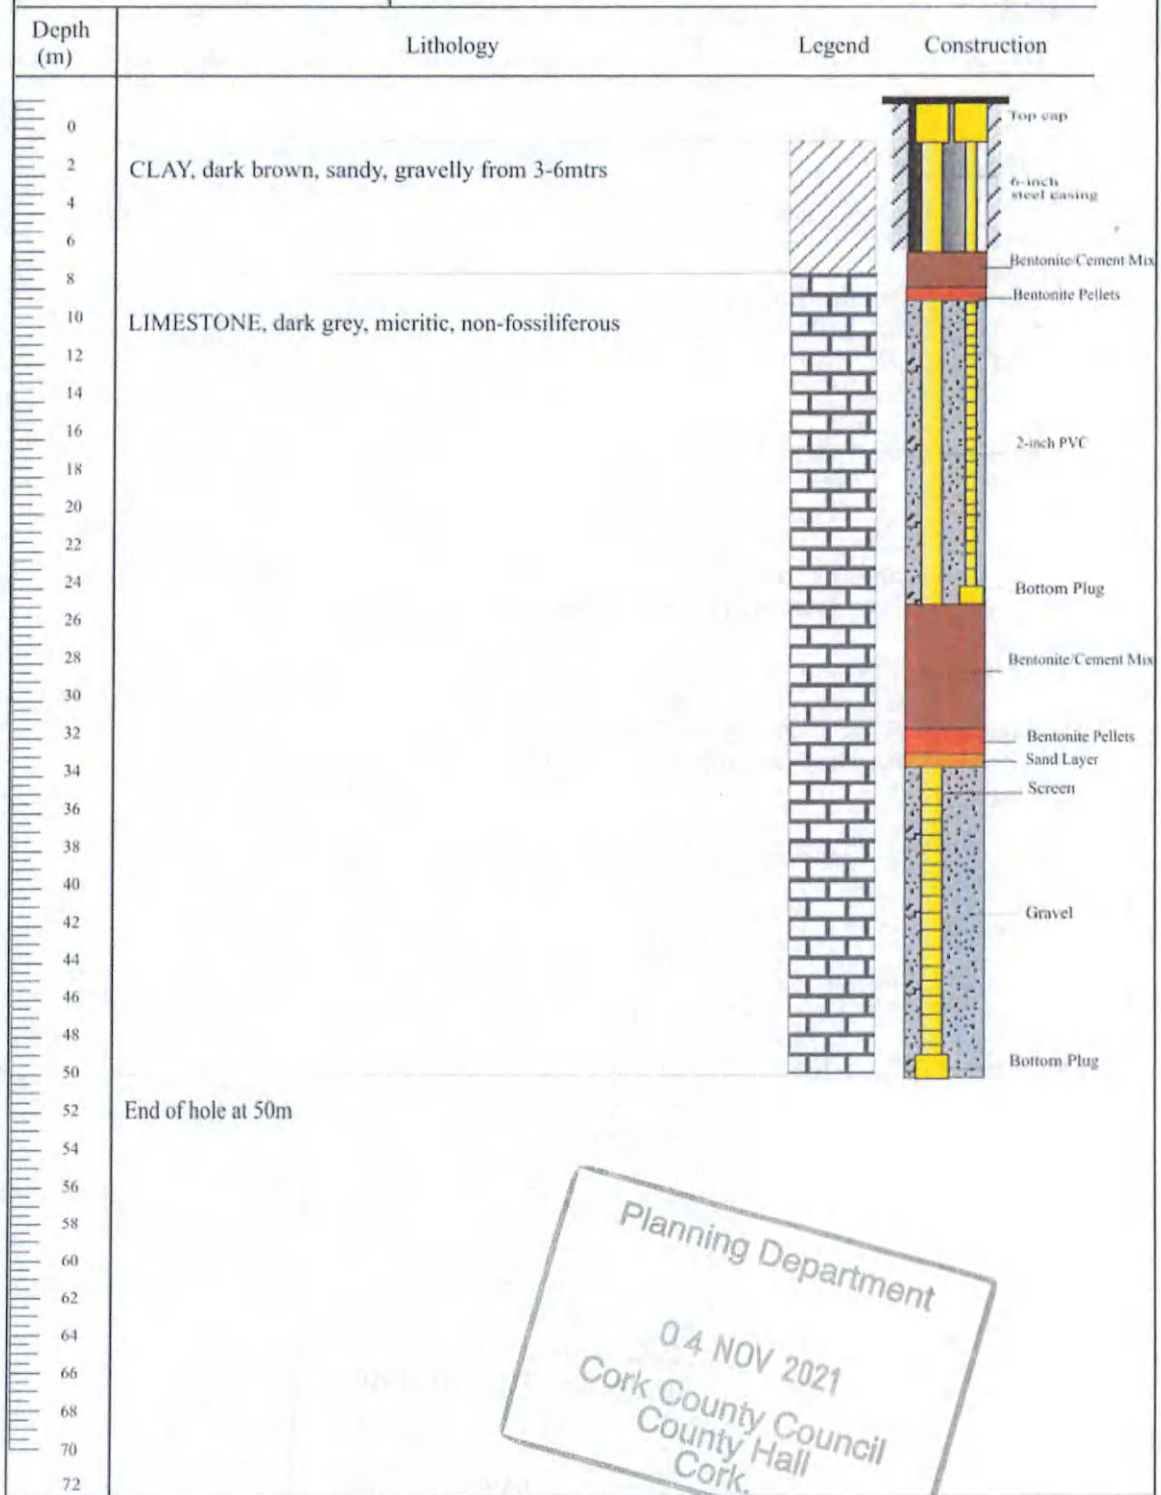 Depth
(m)
Lithology
Legend
Construction
0
2
4
6
8
10
12
14
16
18
20
22
24
26
28
30
32
34
36
38
40
42
44
46
48
50
52
54
56
58
60
62
64
66
68
70
72
CLAY, dark brown, sandy, gravelly from 3-6mtrs
LIMESTONE, dark grey, micritic, non-fossiliferous
End of hole at 50m
Top cap
6-inch
steel casing
Bentonite/Cement Mix
Bentonite Pellets
2-inch PVC
Bottom Plug
Bentonite/Cement Mix
Bentonite Pellets
Sand Layer
Screen
Gravel
Bottom Plug
Planning Department
04 NOV 2021
Cork County Council
County Hall
Cork.